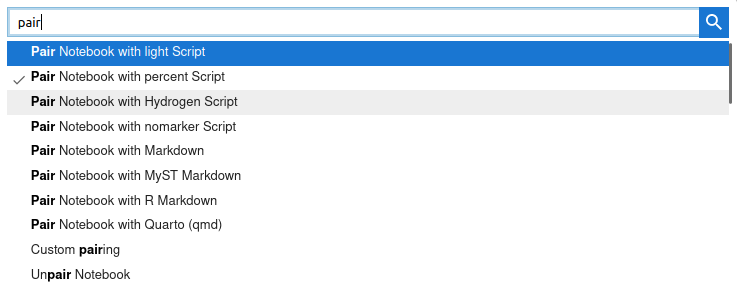 pair
Pair Notebook with light Script
Pair Notebook with percent Script
Pair Notebook with Hydrogen Script
Pair Notebook with nomarker Script
Pair Notebook with Markdown
Pair Notebook with MyST Markdown
Pair Notebook with R Markdown
Pair Notebook with Quarto (qmd)
Custom pairing
Unpair Notebook